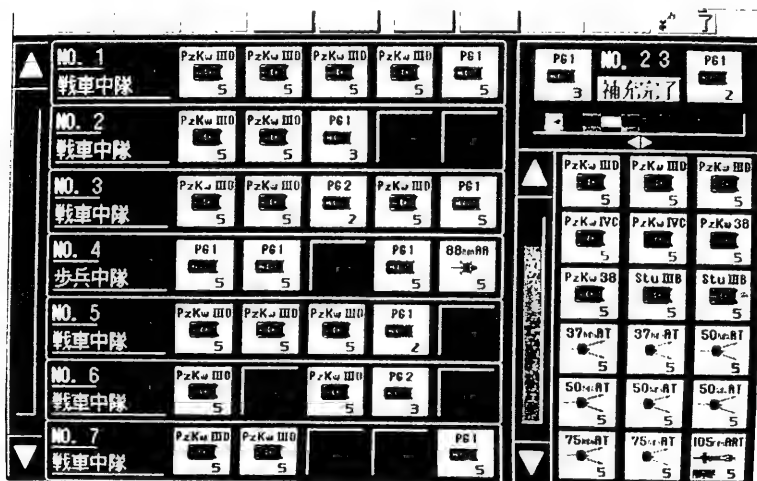 了
NO. 1
戦車中隊
PzKw IIID PzKw IIID PzKw IIID PzKw IIID PG1
5 5 5 5 5
NO. 2
戦車中隊
PzKw IIID PzKw IIID PG1
5 5 3
NO. 3
戦車中隊
PzKw IIID PzKw IIID PG2 PzKw IIID PG1
5 5 2 5 5
NO. 4
歩兵中隊
PG1 PG1 PG1 88mmAA
5 5 5 5
NO. 5
戦車中隊
PzKw IIID PzKw IIID PzKw IIID PG1
5 5 5 2
NO. 6
戦車中隊
PzKw IIID PzKw IIID PG2
5 5 3
NO. 7
戦車中隊
PzKw IIID PzKw IIID PG1
5 5 5
PG1 NO. 23 PG1
3 補充完了 2
PzKw IIID PzKw IIID PzKw IIID
5 5 5
PzKw IVC PzKw IVC PzKw 38
5 5 5
PzKw 38 Stu IIIB Stu IIIB
5 5 5
37mmAT 37mmAT 50mmAT
5 5 5
50mmAT 50mmAT 50mmAT
5 5 5
75mmAT 75mmAT 105mmART
5 5 5